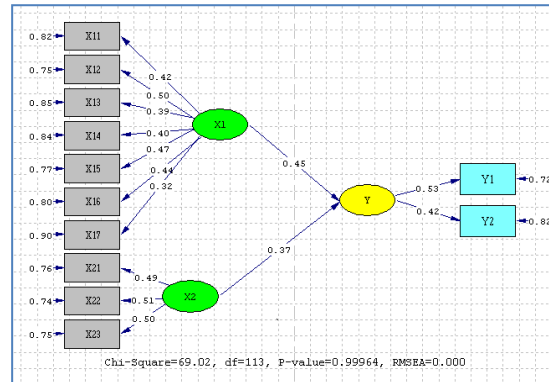 0.82 X11
0.42
0.75 X12
0.50
0.85 X13
0.39
X1
0.84 X14
0.40
0.77 X15
0.47
0.45
0.44
0.80 X16
0.32
0.90 X17
0.53 Y1 0.72
Y
0.42 Y2 0.82
0.37
0.76 X21
0.49
0.74 X22
0.51
X2
0.50
0.75 X23
Chi-Square=69.02, df=113, P-value=0.99964, RMSEA=0.000